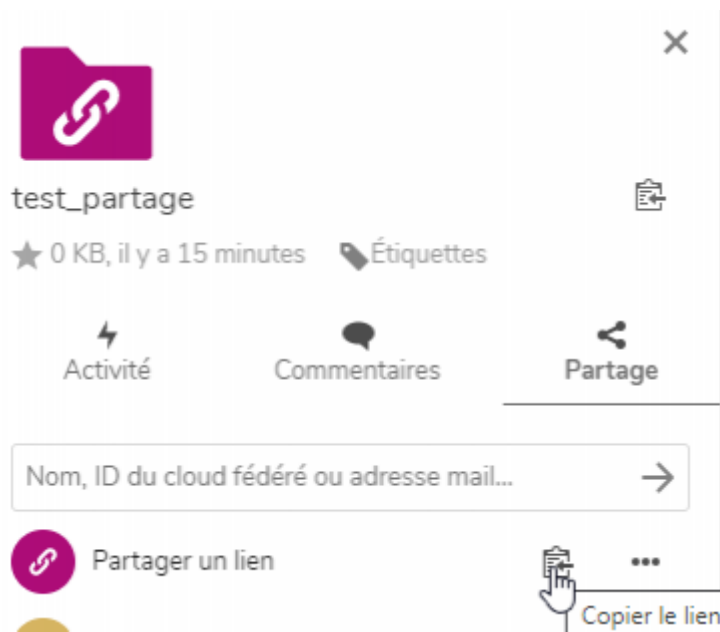 test_partage
0 KB, il y a 15 minutes Étiquettes
Activité Commentaires Partage
Nom, ID du cloud fédéré ou adresse mail...
Partager un lien
Copier le lien